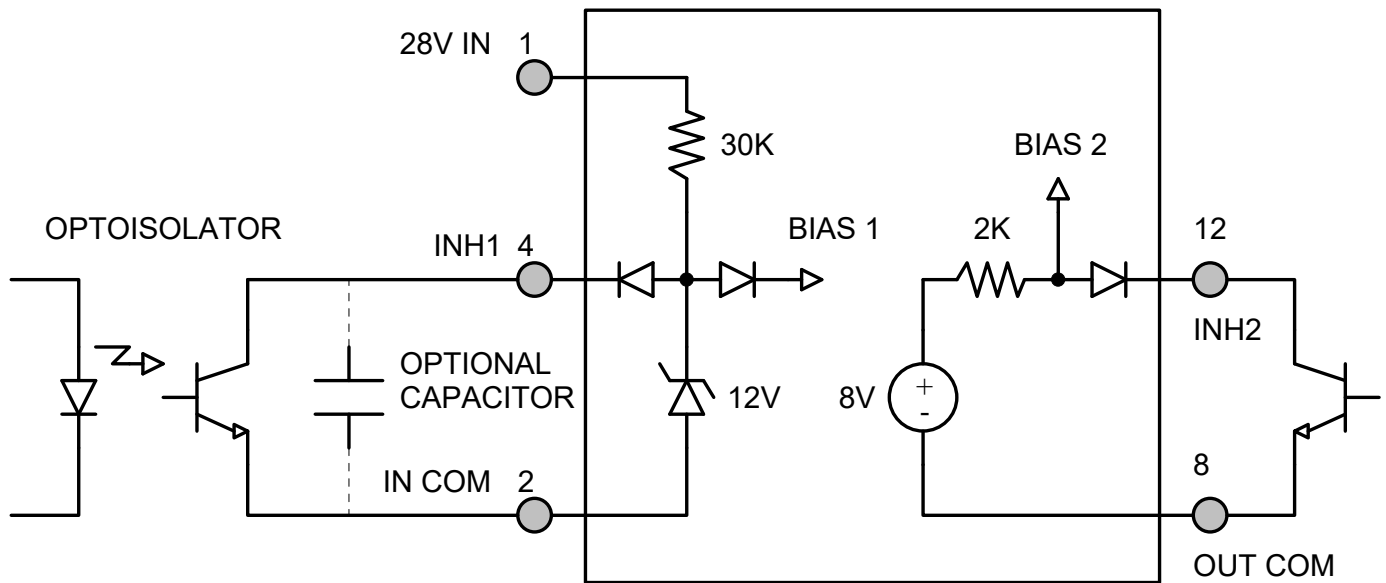 28V IN 1
30K
BIAS 2
OPTOISOLATOR
INH1 4
BIAS 1
2K
12
INH2
OPTIONAL
CAPACITOR
12V
8V
+
-
IN COM 2
8
OUT COM